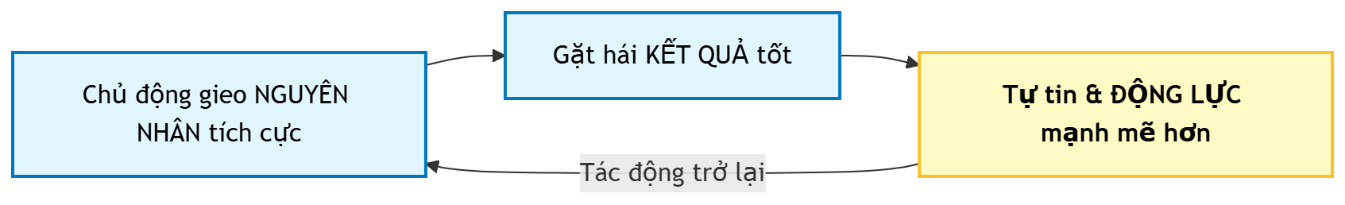 Chủ động gieo NGUYÊN
NHÂN tích cực
Gặt hái KẾT QUẢ tốt
Tự tin & ĐỘNG LỰC
mạnh mẽ hơn
Tác động trở lại